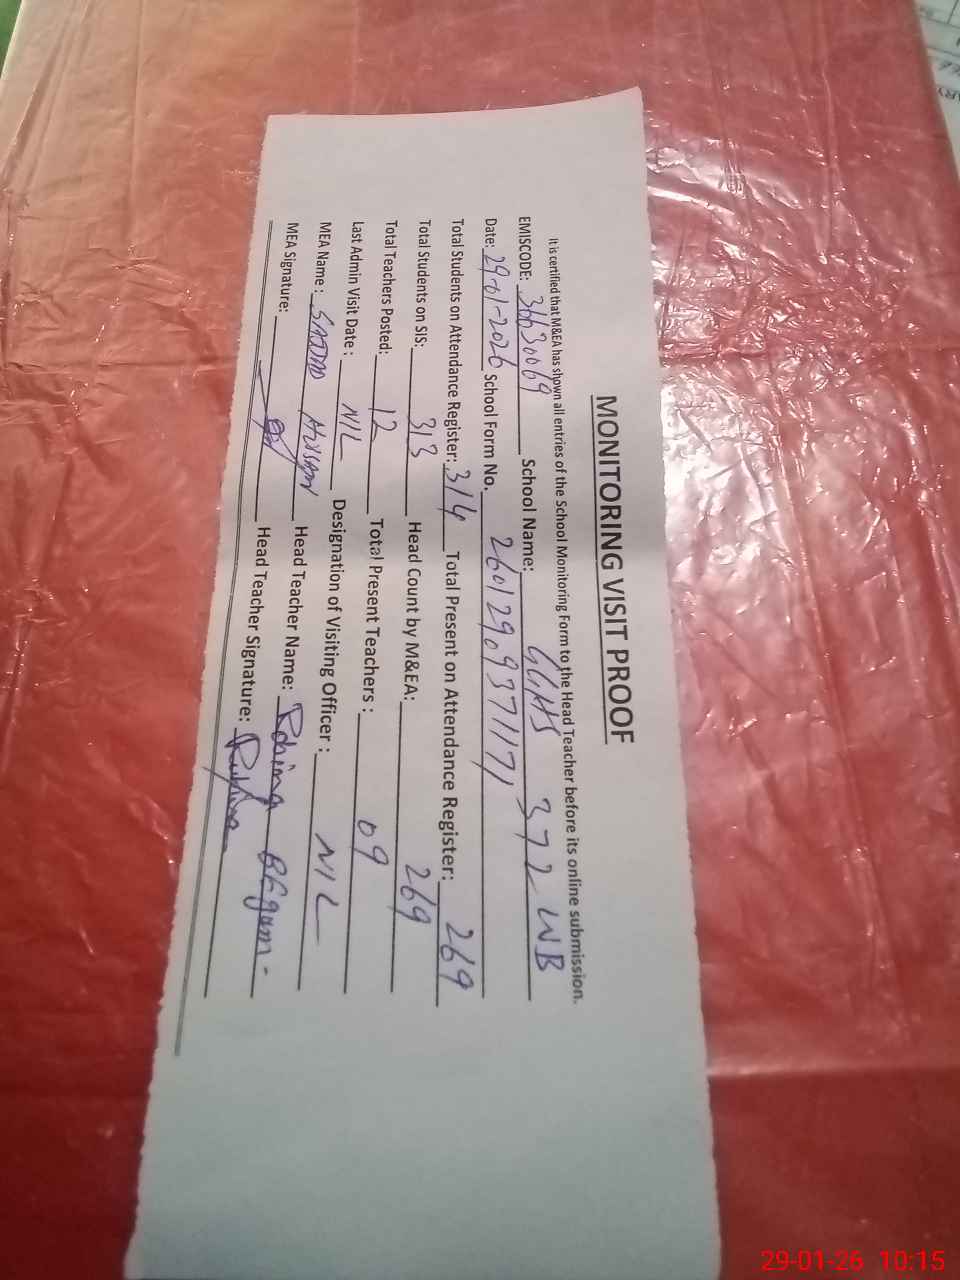 MONITORING VISIT PROOF
It is certified that M&EA has shown all entries of the School Monitoring Form to the Head Teacher before its online submission.
EMISCODE: 36630069 School Name: GGHS 372 WB
Date: 29-01-2026 School Form No. 260129093711171
Total Students on Attendance Register: 314 Total Present on Attendance Register: 269
Total Students on SIS: 313 Head Count by M&EA: 269
Total Teachers Posted: 12 Total Present Teachers : 09
Last Admin Visit Date : NIL Designation of Visiting Officer : NIL
MEA Name : SAJJAD HUSSAIN Head Teacher Name: Robina BEgam-
MEA Signature: Head Teacher Signature:
29-01-26 10:15